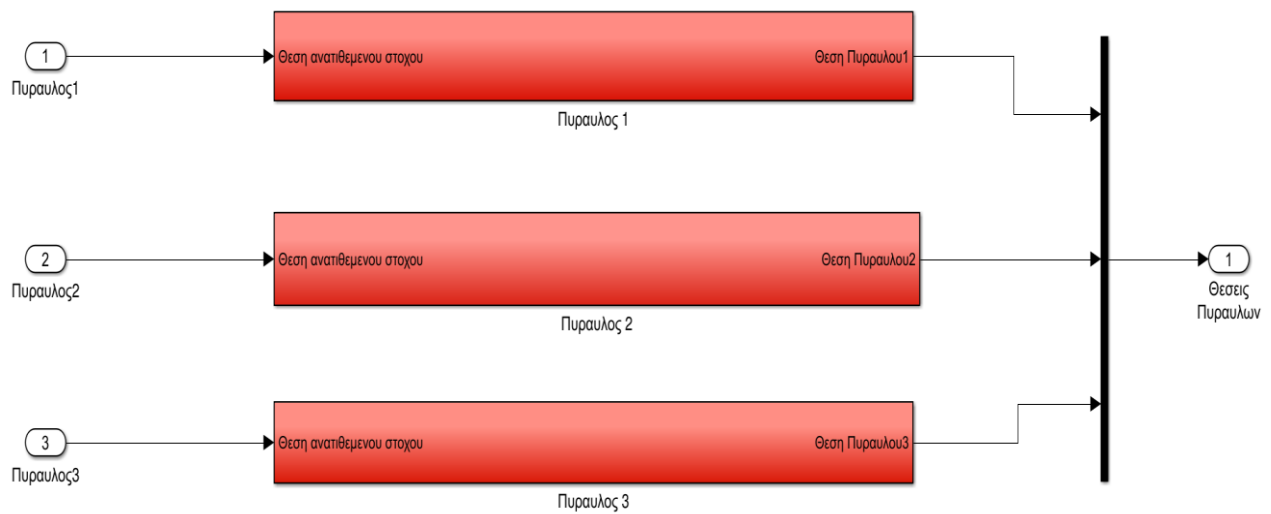 1
Πυραυλος1
Θεση ανατιθεμενου στοχου
Θεση Πυραυλου1
Πυραυλος 1
2
Πυραυλος2
Θεση ανατιθεμενου στοχου
Θεση Πυραυλου2
Πυραυλος 2
1
Θεσεις
Πυραυλων
3
Πυραυλος3
Θεση ανατιθεμενου στοχου
Θεση Πυραυλου3
Πυραυλος 3